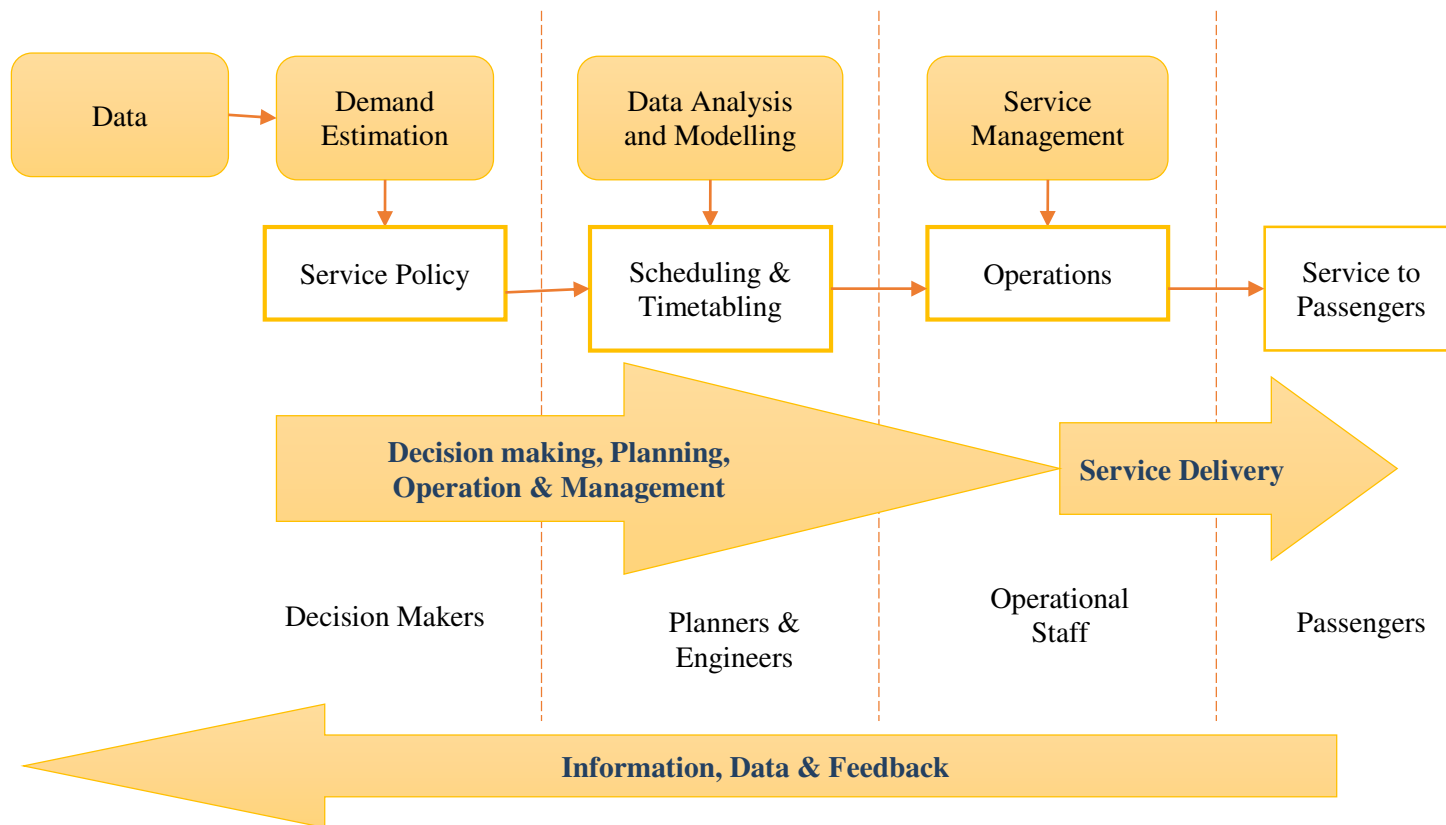 Data
Demand
Estimation
Data Analysis
and Modelling
Service
Management
Service Policy
Scheduling &
Timetabling
Operations
Service to
Passengers
Decision making, Planning,
Operation & Management
Service Delivery
Decision Makers
Planners &
Engineers
Operational
Staff
Passengers
Information, Data & Feedback